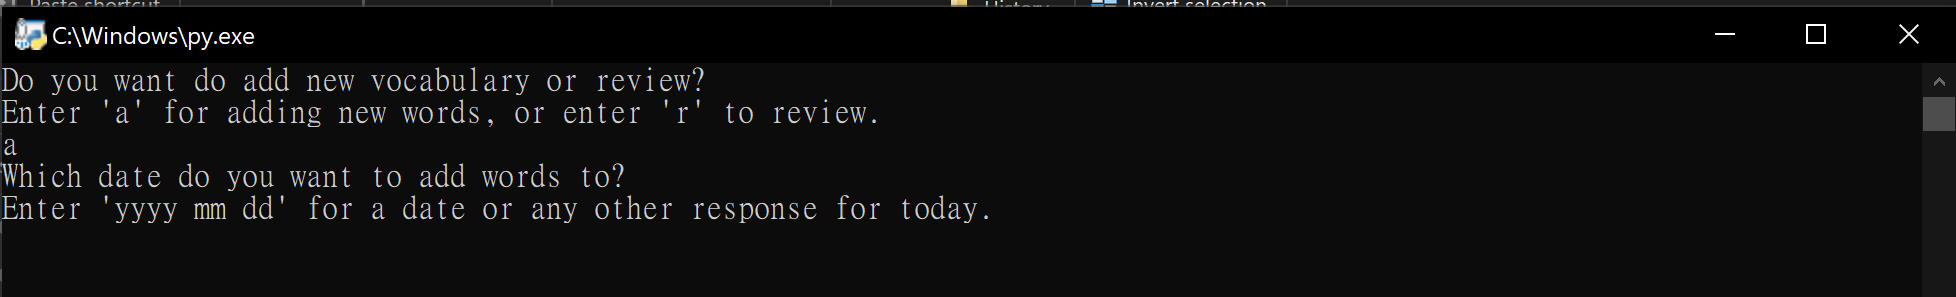 Paste shortcut
History
Invert selection
C:\Windows\py.exe
Do you want do add new vocabulary or review?
Enter 'a' for adding new words, or enter 'r' to review.
a
Which date do you want to add words to?
Enter 'yyyy mm dd' for a date or any other response for today.